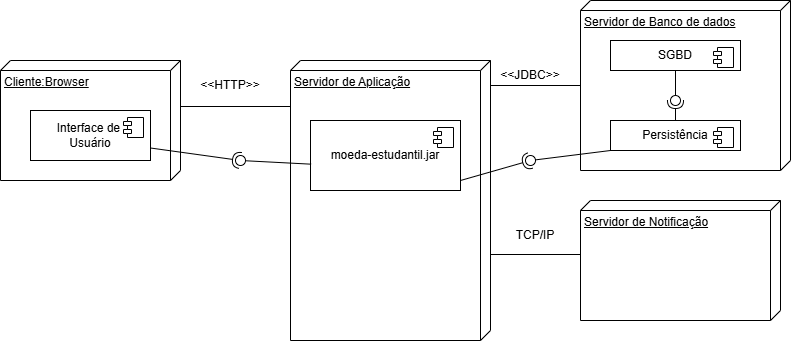 Servidor de Banco de dados
SGBD
Cliente:Browser
<<HTTP>>
Servidor de Aplicação
<<JDBC>>
Interface de
Usuário
moeda-estudantil.jar
Persistência
TCP/IP
Servidor de Notificação